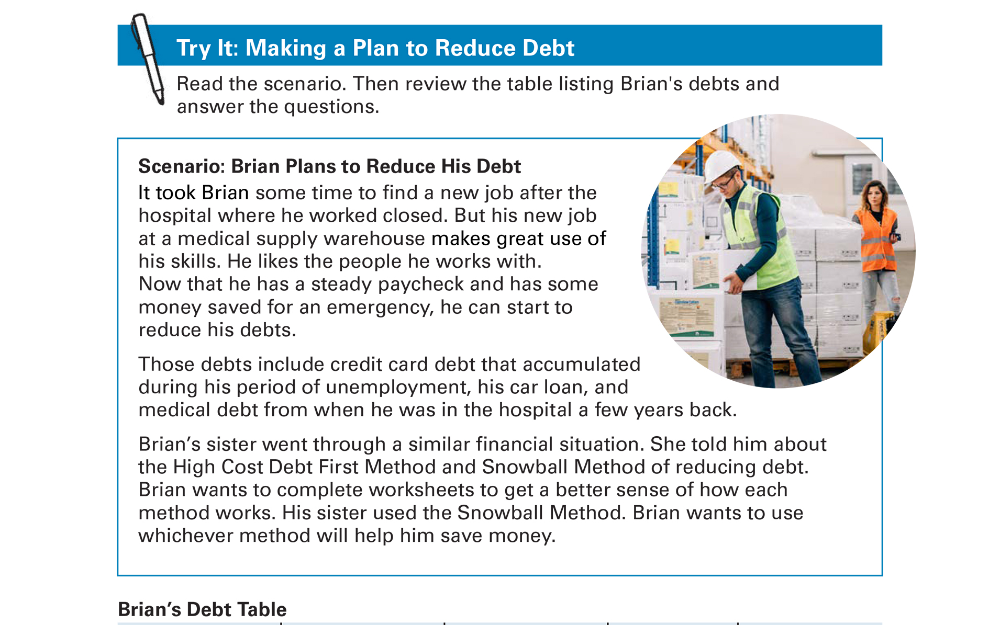 Try It: Making a Plan to Reduce Debt
Read the scenario. Then review the table listing Brian's debts and
answer the questions.
Scenario: Brian Plans to Reduce His Debt
It took Brian some time to find a new job after the
hospital where he worked closed. But his new job
at a medical supply warehouse makes great use of
his skills. He likes the people he works with.
Now that he has a steady paycheck and has some
money saved for an emergency, he can start to
reduce his debts.
Those debts include credit card debt that accumulated
during his period of unemployment, his car loan, and
medical debt from when he was in the hospital a few years back.
Brian’s sister went through a similar financial situation. She told him about
the High Cost Debt First Method and Snowball Method of reducing debt.
Brian wants to complete worksheets to get a better sense of how each
method works. His sister used the Snowball Method. Brian wants to use
whichever method will help him save money.
Brian’s Debt Table